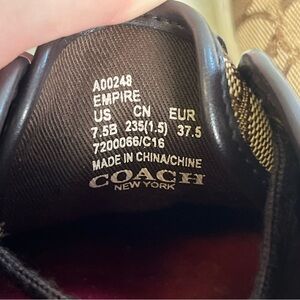 A00248
EMPIRE
US CN EUR
7.5B 235(1.5) 37.5
7200066/C16
MADE IN CHINA/CHINE
COACH
NEW YORK